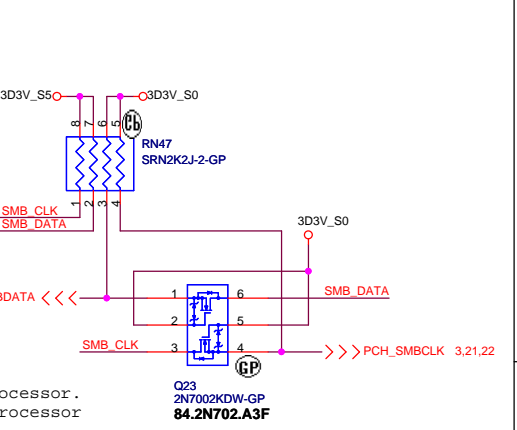 3D3V_S5
3D3V_S0
8 7 6 5
RN47
SRN2K2J-2-GP
1 2 3 4
SMB_CLK
SMB_DATA
3D3V_S0
BDATA
1
6
SMB_DATA
2
5
SMB_CLK
3
4
PCH_SMBCLK 3,21,22
GP
Q23
2N7002KDW-GP
84.2N702.A3F
ocessor.
rocessor